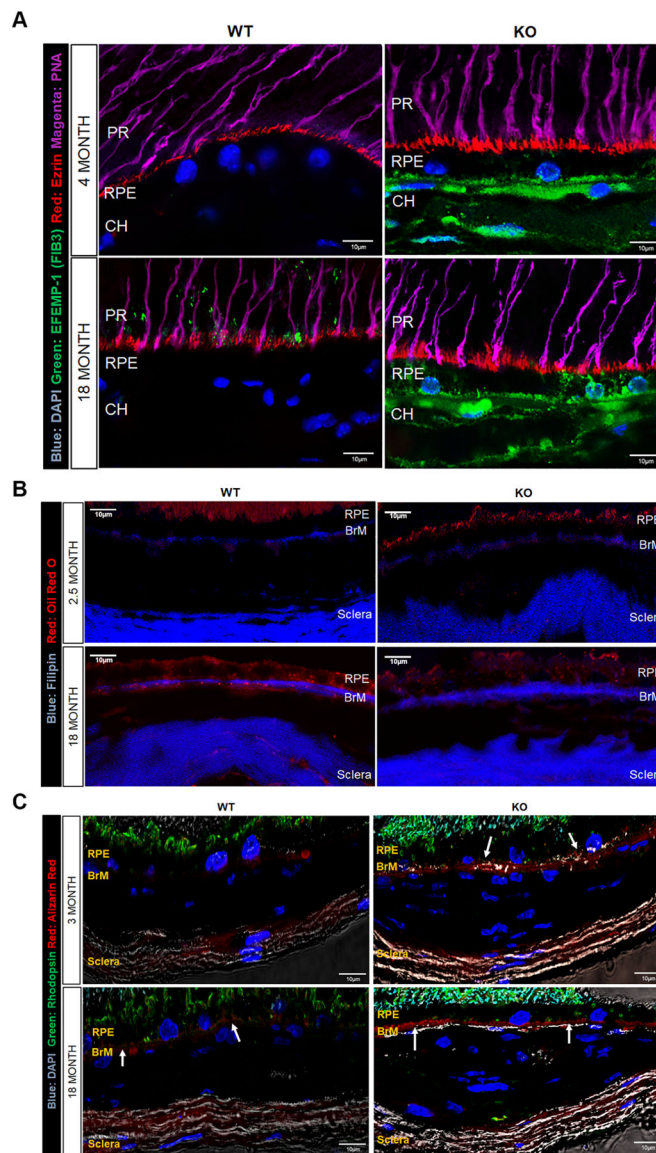 A
WT
KO
Blue: DAPI Green: EFEMP-1 (FIB3) Red: Ezrin Magenta: PNA
4 MONTH
PR
RPE
CH
10µm
PR
RPE
CH
10µm
18 MONTH
PR
RPE
CH
10µm
PR
RPE
CH
10µm
B
WT
KO
Blue: Filipin Red: Oil Red O
2.5 MONTH
10µm
RPE
BrM
Sclera
10µm
RPE
BrM
Sclera
18 MONTH
10µm
RPE
BrM
Sclera
10µm
RPE
BrM
Sclera
C
WT
KO
Blue: DAPI Green: Rhodopsin Red: Alizarin Red
3 MONTH
RPE
BrM
Sclera
10µm
RPE
BrM
Sclera
10µm
18 MONTH
RPE
BrM
Sclera
10µm
RPE
BrM
Sclera
10µm